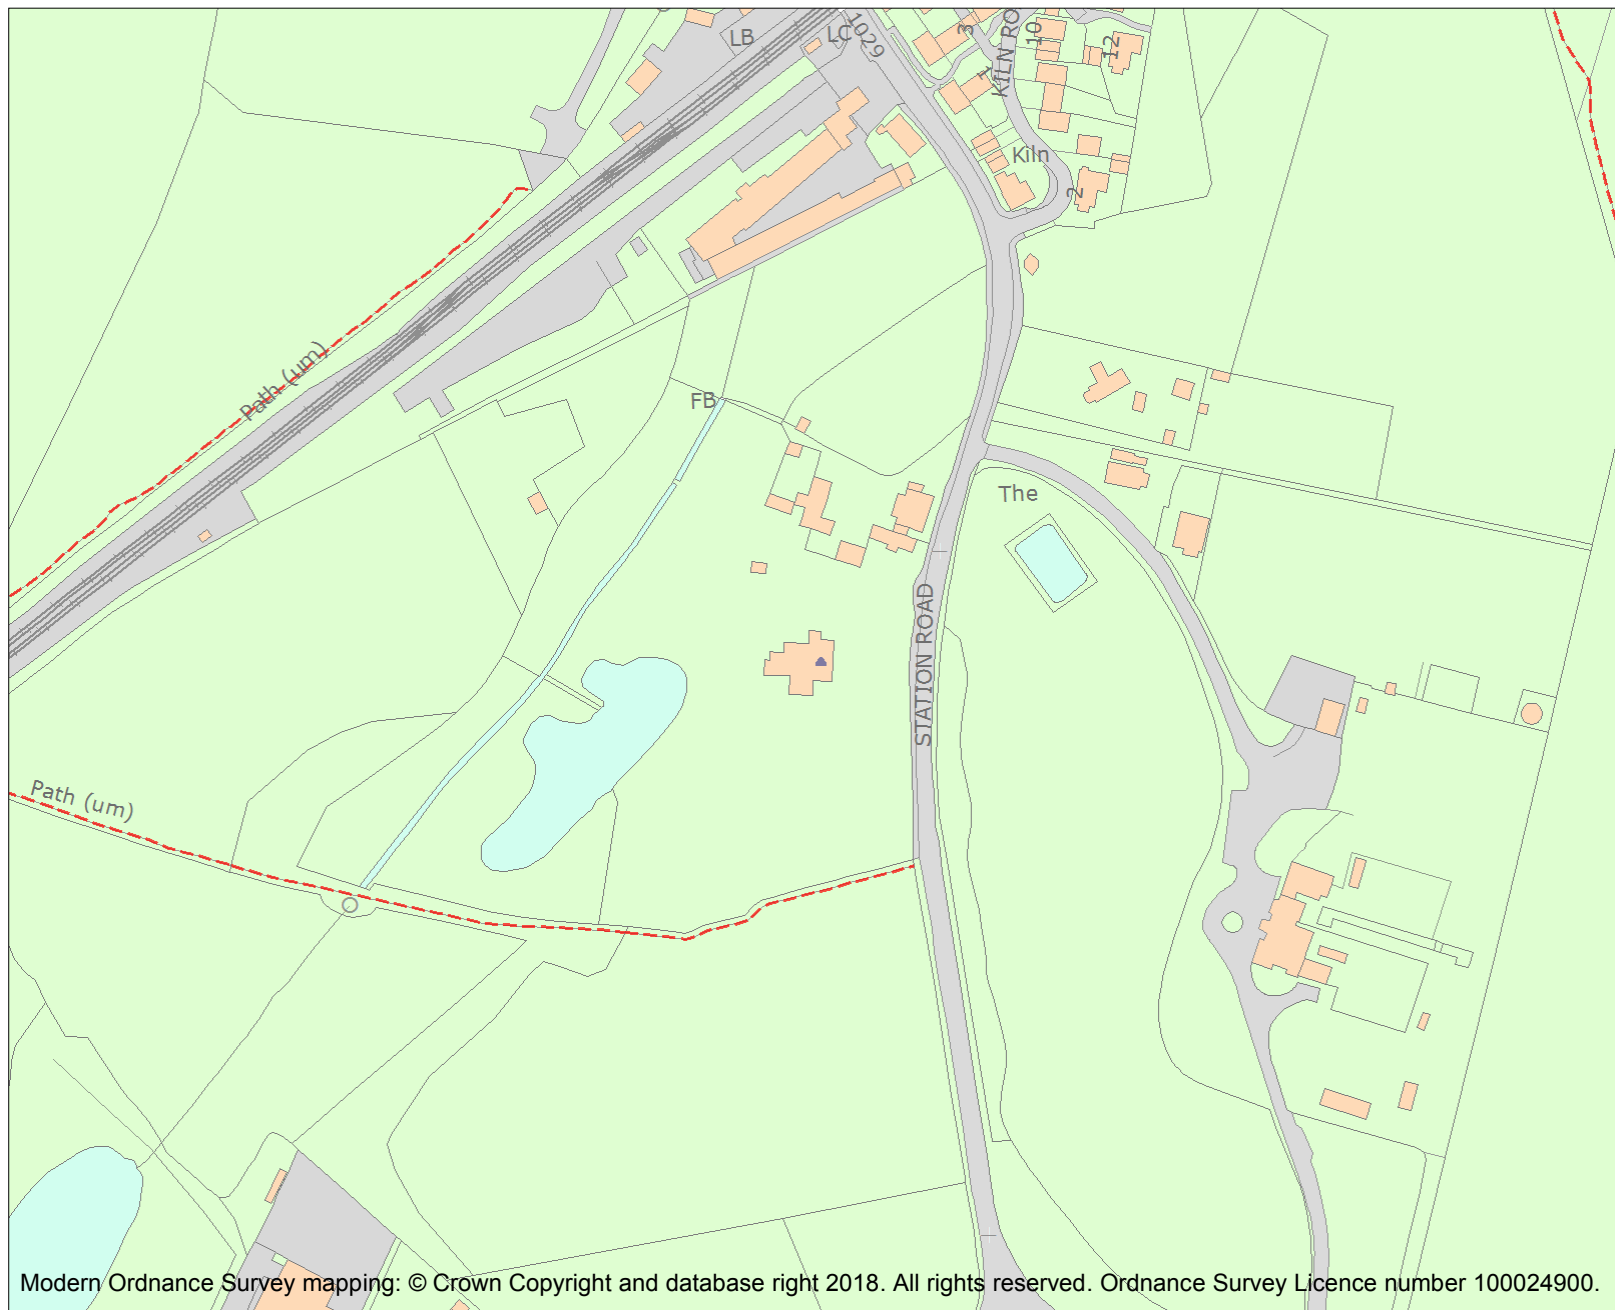 LB
LC
1029
3
KILN RO
10
12
1
Kiln
2
Path (um)
FB
The
STATION ROAD
Path (um)
Modern Ordnance Survey mapping: © Crown Copyright and database right 2018. All rights reserved. Ordnance Survey Licence number 100024900.